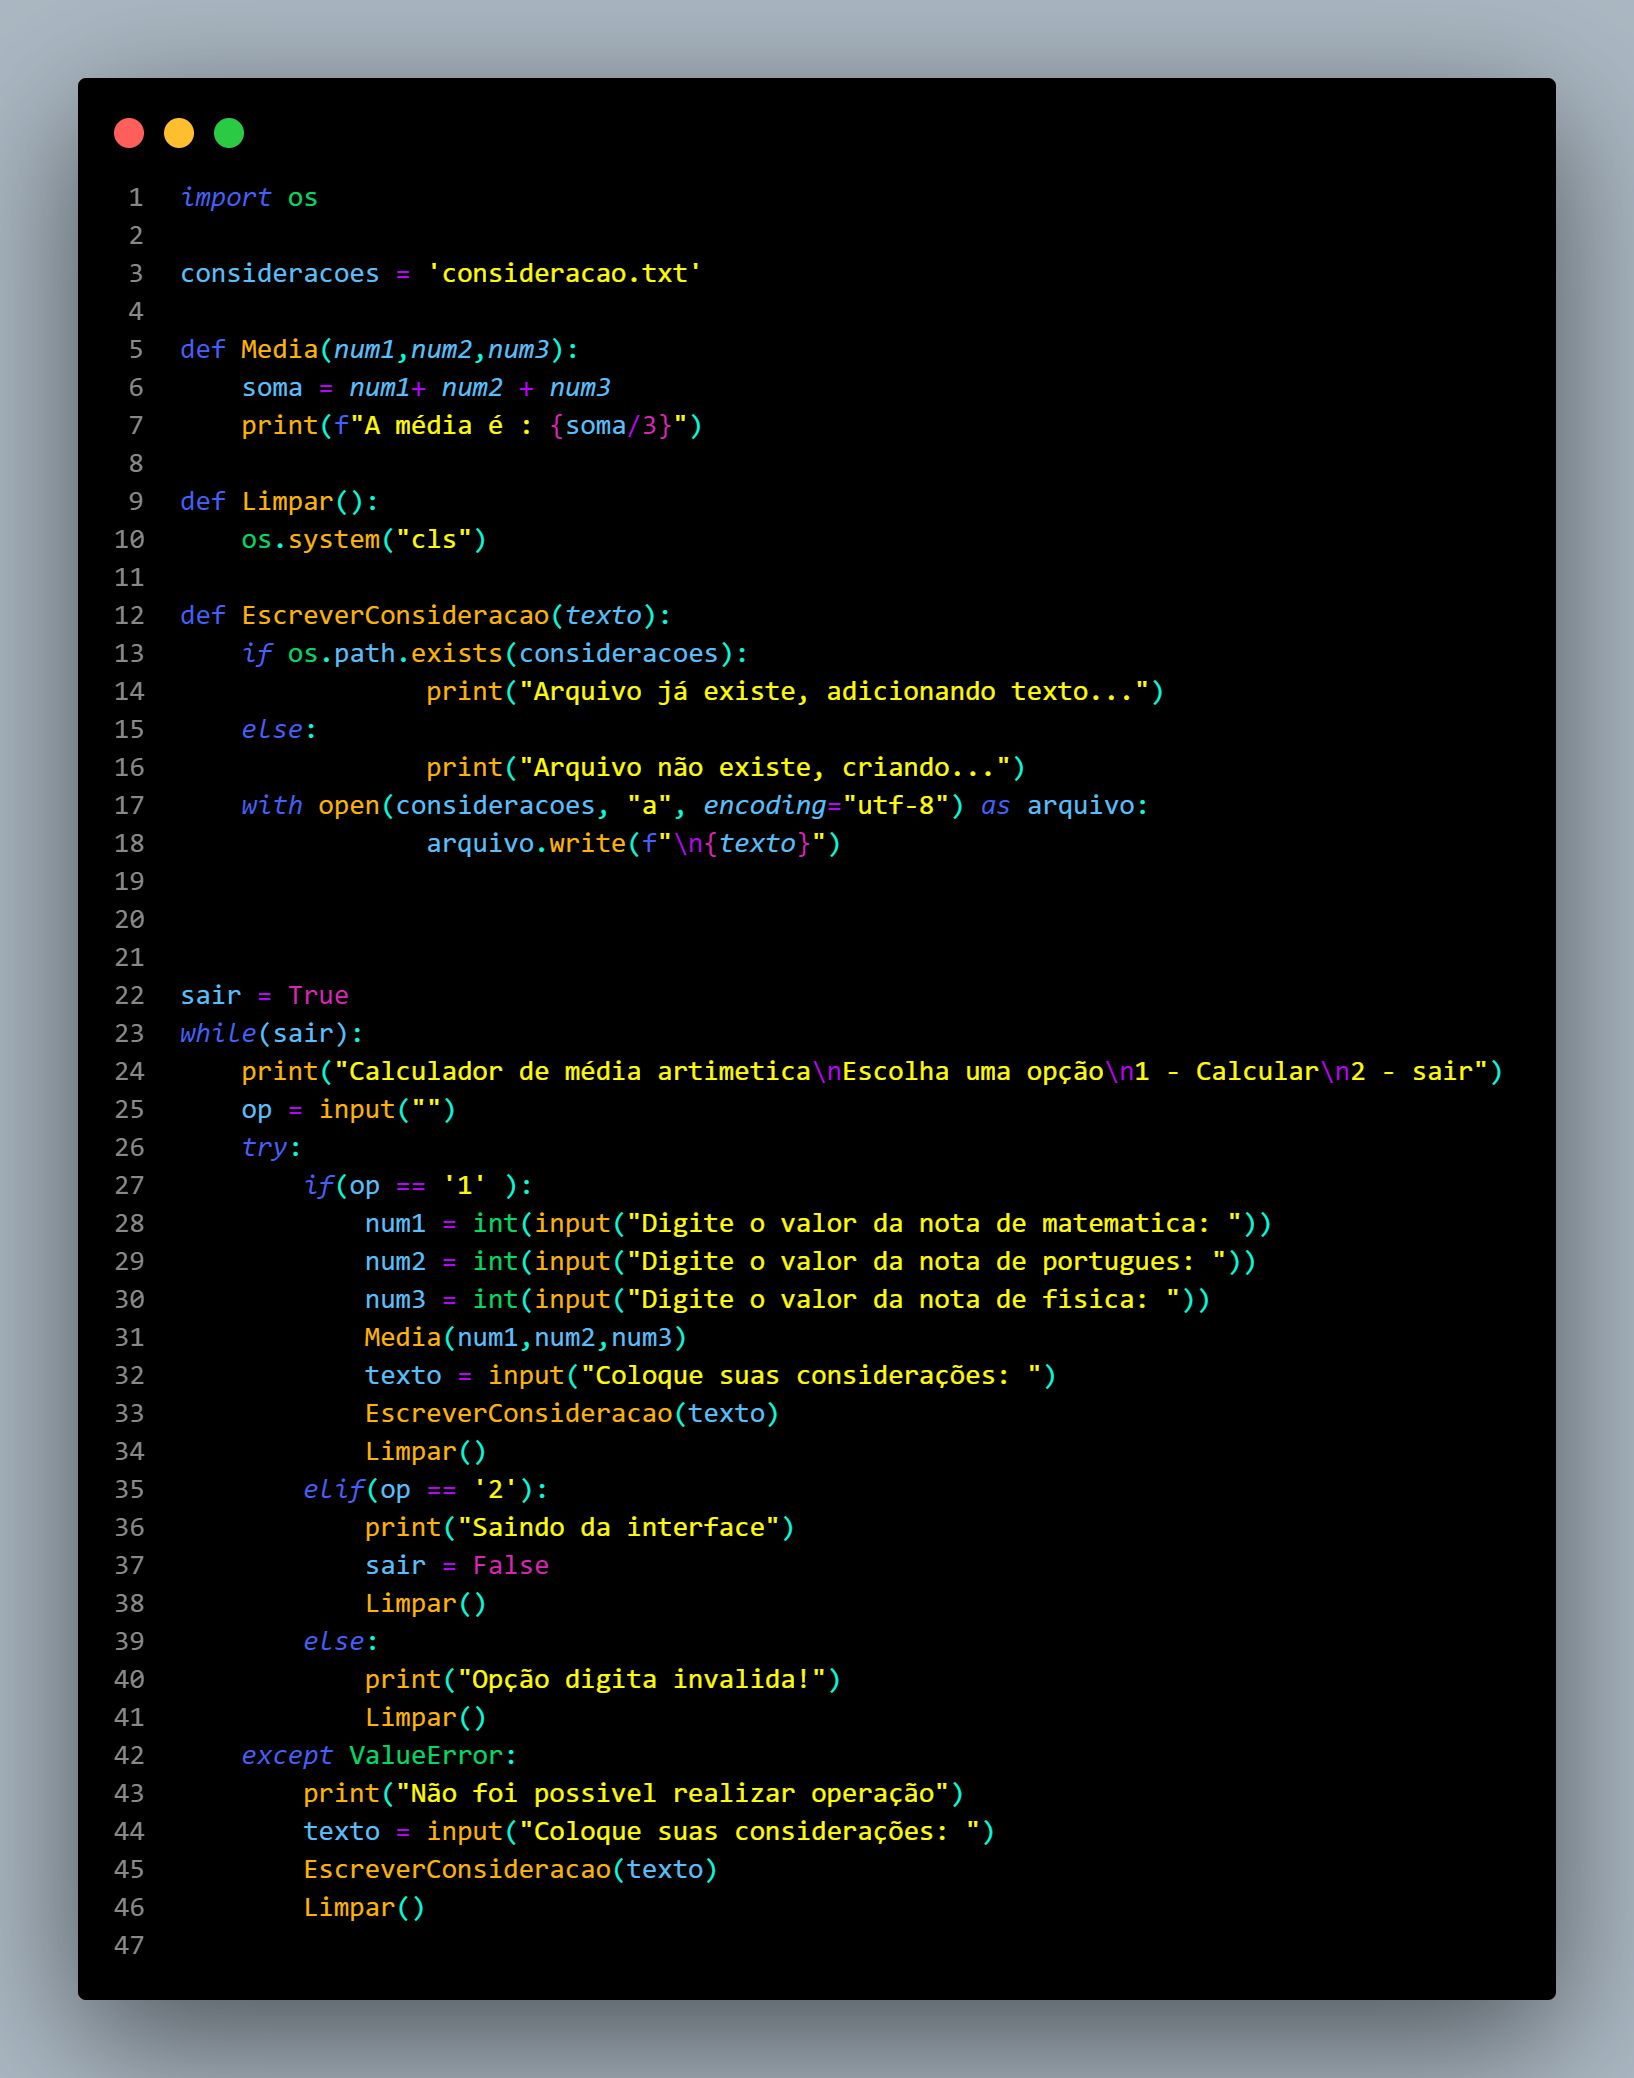 1 import os
2
3 consideracoes = 'consideracao.txt'
4
5 def Media(num1,num2,num3):
6     soma = num1+ num2 + num3
7     print(f"A média é : {soma/3}")
8
9 def Limpar():
10     os.system("cls")
11
12 def EscreverConsideracao(texto):
13     if os.path.exists(consideracoes):
14                 print("Arquivo já existe, adicionando texto...")
15     else:
16                 print("Arquivo não existe, criando...")
17     with open(consideracoes, "a", encoding="utf-8") as arquivo:
18                 arquivo.write(f"\n{texto}")
19
20
21
22 sair = True
23 while(sair):
24     print("Calculador de média artimetica\nEscolha uma opção\n1 - Calcular\n2 - sair")
25     op = input("")
26     try:
27         if(op == '1' ):
28             num1 = int(input("Digite o valor da nota de matematica: "))
29             num2 = int(input("Digite o valor da nota de portugues: "))
30             num3 = int(input("Digite o valor da nota de fisica: "))
31             Media(num1,num2,num3)
32             texto = input("Coloque suas considerações: ")
33             EscreverConsideracao(texto)
34             Limpar()
35         elif(op == '2'):
36             print("Saindo da interface")
37             sair = False
38             Limpar()
39         else:
40             print("Opção digita invalida!")
41             Limpar()
42     except ValueError:
43         print("Não foi possivel realizar operação")
44         texto = input("Coloque suas considerações: ")
45         EscreverConsideracao(texto)
46         Limpar()
47